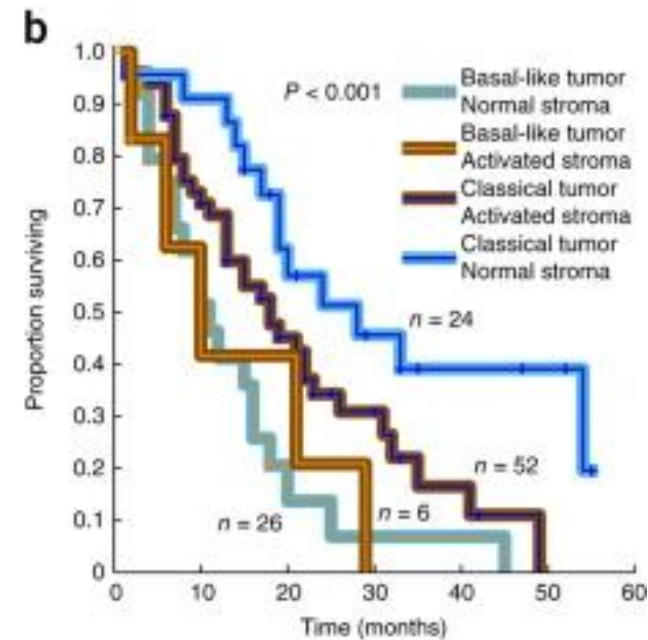 b
1.0
0.9
0.8
0.7
0.6
0.5
0.4
0.3
0.2
0.1
0
Proportion surviving
P < 0.001
Basal-like tumor
Normal stroma
Basal-like tumor
Activated stroma
Classical tumor
Activated stroma
Classical tumor
Normal stroma
n = 24
n = 52
n = 6
n = 26
0 10 20 30 40 50 60
Time (months)